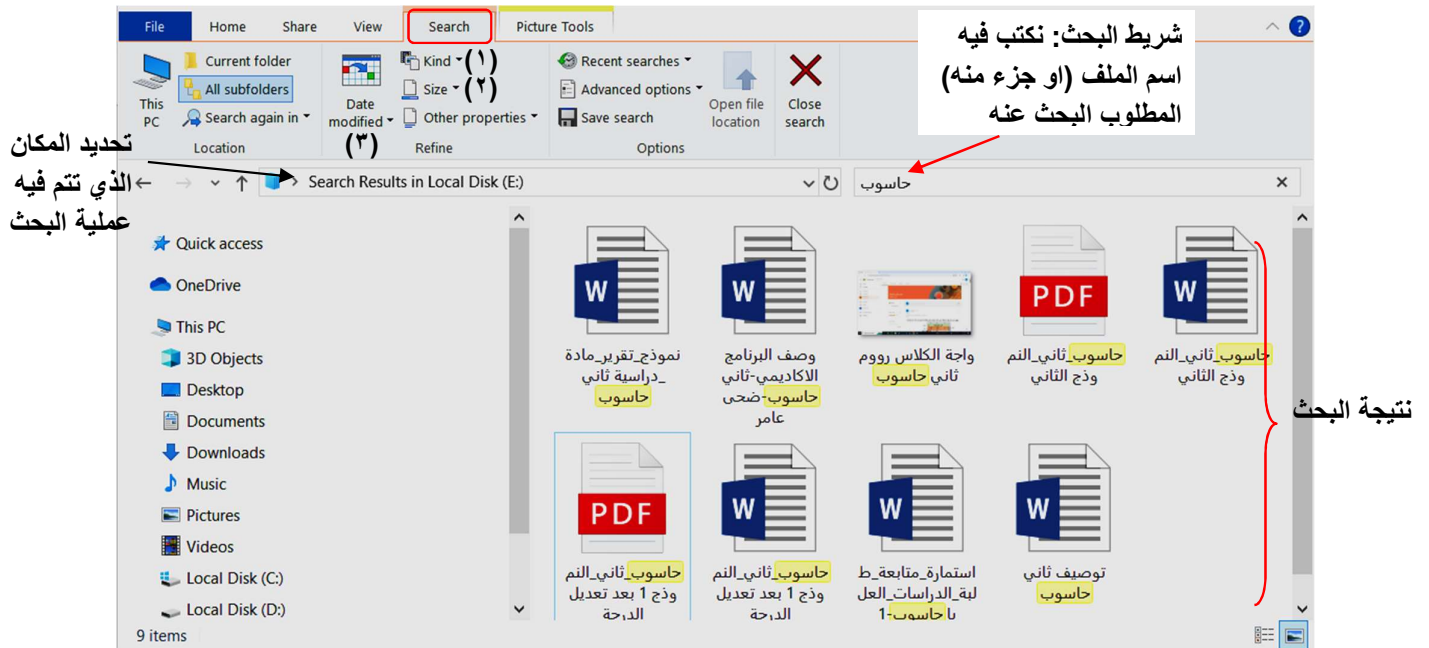 File Home Share View Search Picture Tools
شريط البحث: نكتب فيه
اسم الملف (او جزء منه)
المطلوب البحث عنه
This
PC
Current folder
All subfolders
Search again in
Location
Date
modified
(٣)
Kind (١)
Size (٢)
Other properties
Refine
Recent searches
Advanced options
Save search
Options
Open file
location
Close
search
تحديد المكان
الذي تتم فيه
عملية البحث
Search Results in Local Disk (E:)
حاسوب
Quick access
OneDrive
This PC
3D Objects
Desktop
Documents
Downloads
Music
Pictures
Videos
Local Disk (C:)
Local Disk (D:)
9 items
W
حاسوب_ثاني_النم
وذج الثاني
PDF
حاسوب_ثاني_النم
وذج الثاني
واجة الكلاس رووم
ثاني حاسوب
W
وصف البرنامج
الاكاديمي-ثاني
حاسوب-ضحى
عامر
W
نموذج_تقرير_مادة
_دراسية ثاني
حاسوب
W
توصيف ثاني
حاسوب
W
استمارة_متابعة_ط
لبة_الدراسات_العل
يا حاسوب-1
W
حاسوب_ثاني_النم
وذج 1 بعد تعديل
الدرجة
PDF
حاسوب_ثاني_النم
وذج 1 بعد تعديل
الدرجة
نتيجة البحث